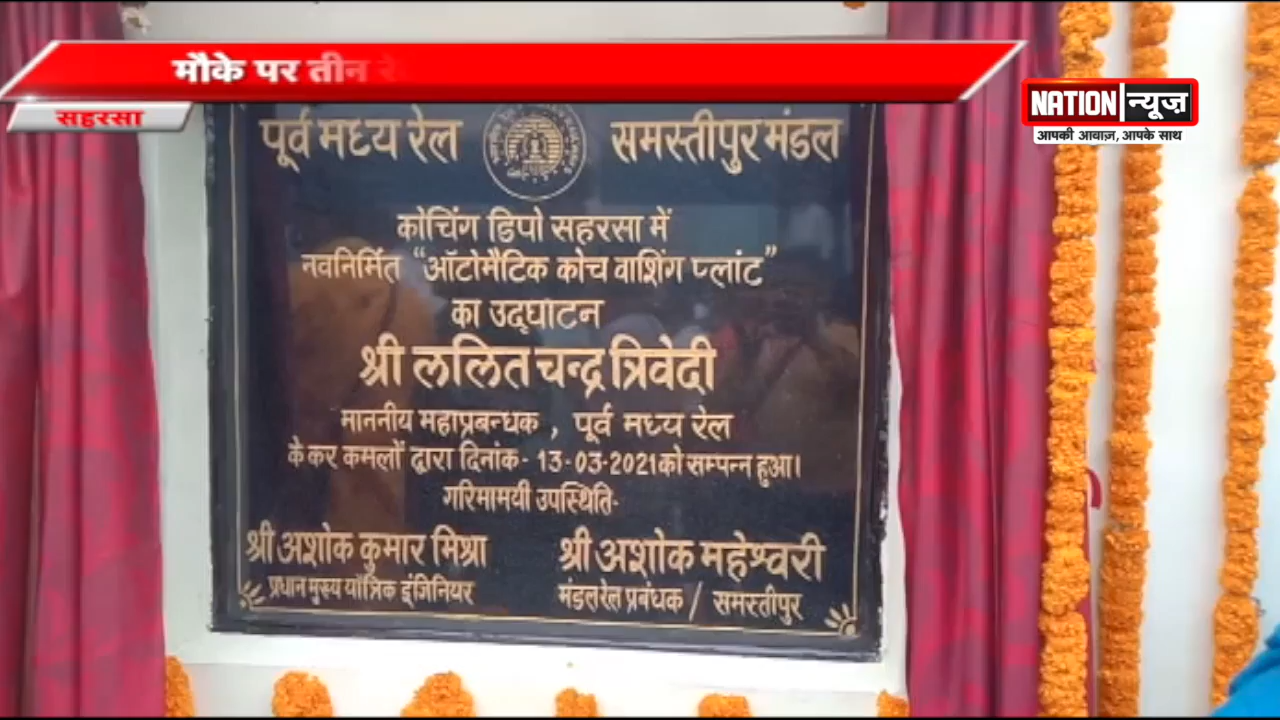 मौके पर तीन
सहरसा
NATION न्यूज़
आपकी आवाज़, आपके साथ
पूर्व मध्य रेल समस्तीपुर मंडल
कोचिंग डिपो सहरसा में
नवनिर्मित “ऑटोमैटिक कोच वाशिंग प्लांट”
का उद्घाटन
श्री ललित चन्द्र त्रिवेदी
माननीय महाप्रबन्धक , पूर्व मध्य रेल
के कर कमलों द्वारा दिनांक- 13-03-2021 को सम्पन्न हुआ।
गरिमामयी उपस्थिति-
श्री अशोक कुमार मिश्रा श्री अशोक महेश्वरी
प्रधान मुख्य यॉंत्रिक इंजिनियर मंडल रेल प्रबंधक / समस्तीपुर